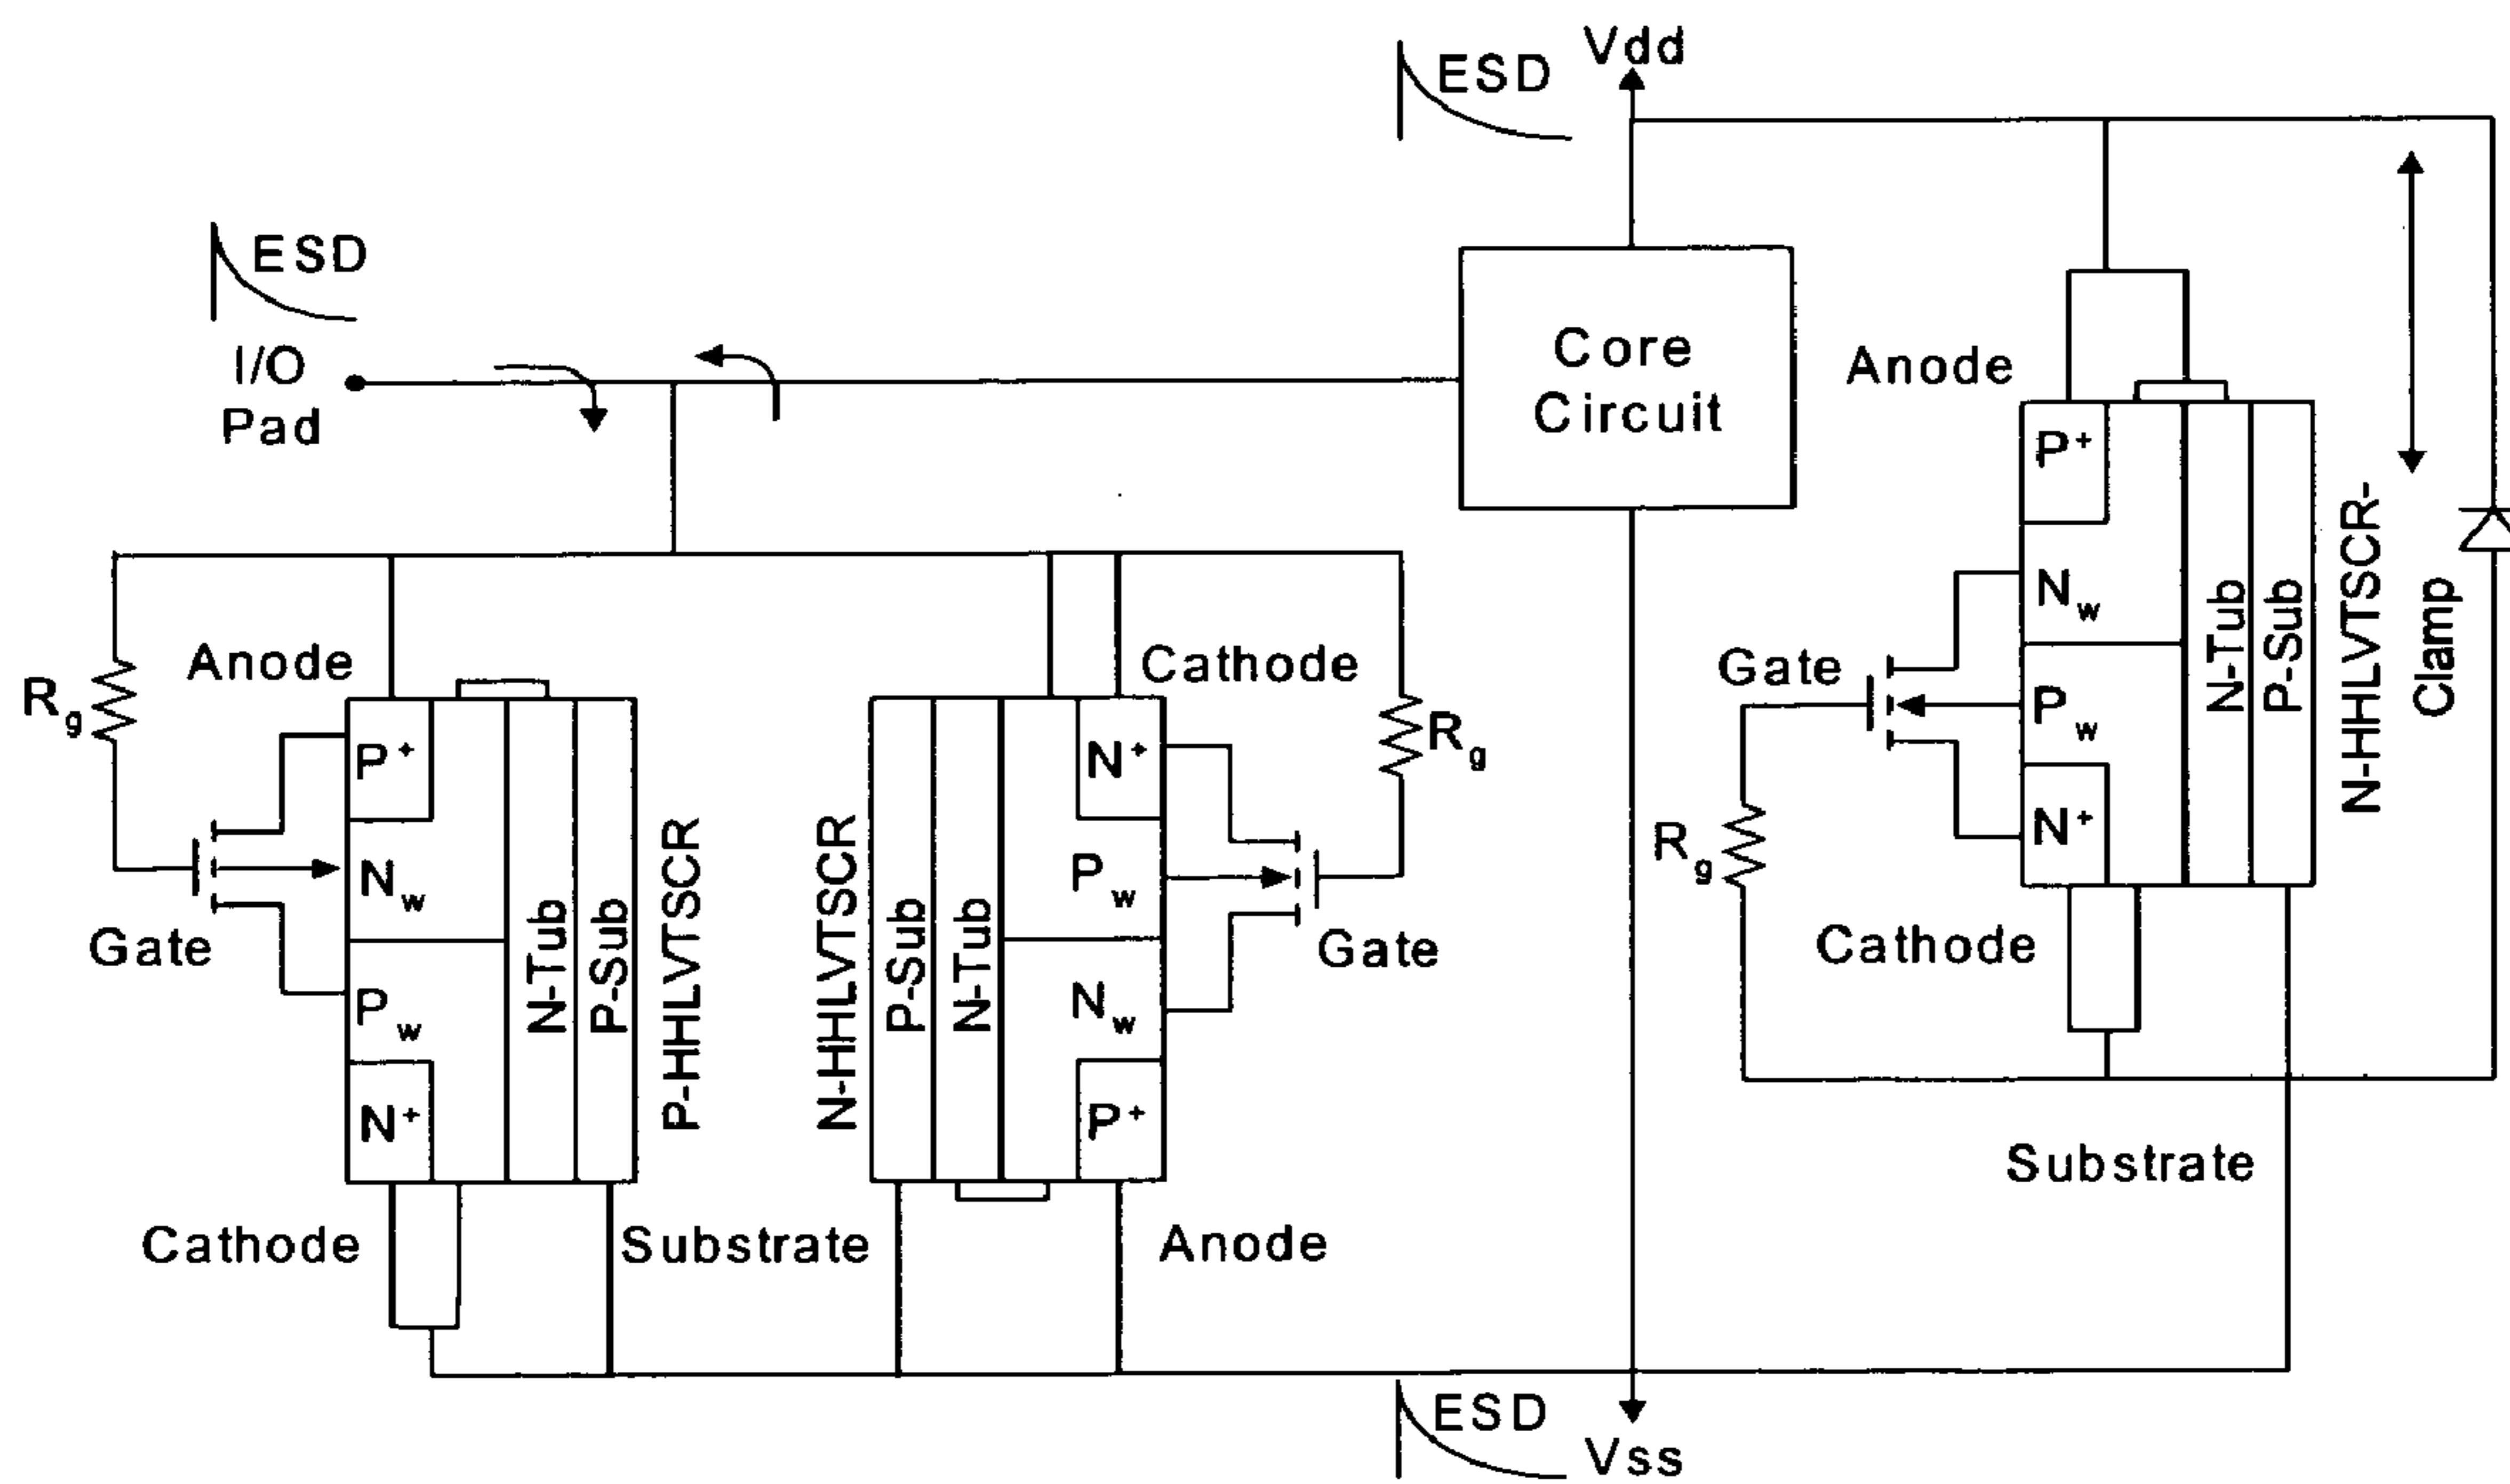 ESD
Vdd
ESD
I/O
Pad
Core
Circuit
Anode
P+
Nw
Pw
N+
N-Tub
P-Sub
N-HHLVTSCR-
Clamp
Gate
Rg
Cathode
Substrate
Rg
Anode
P+
Nw
Pw
N+
N-Tub
P-Sub
P-HHLVTSCR
Gate
Cathode
Substrate
N-HHLVTSCR
P-Sub
N-Tub
Cathode
N+
Pw
Nw
P+
Rg
Gate
Anode
ESD
Vss